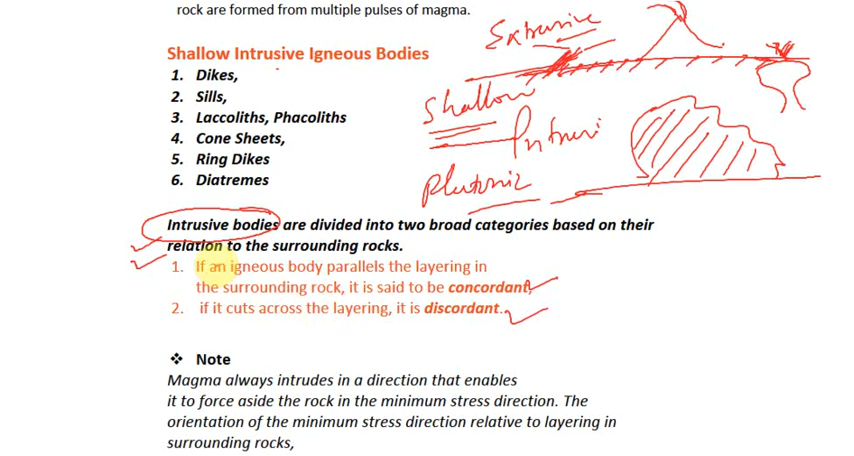 rock are formed from multiple pulses of magma.
Extrusive
Shallow Intrusive Igneous Bodies
1. Dikes,
2. Sills,
3. Laccoliths, Phacoliths
4. Cone Sheets,
5. Ring Dikes
6. Diatremes
Shallow
Intrusi
Plutonic
Intrusive bodies are divided into two broad categories based on their
relation to the surrounding rocks.
1. If an igneous body parallels the layering in
the surrounding rock, it is said to be concordant,
2. if it cuts across the layering, it is discordant.
❖ Note
Magma always intrudes in a direction that enables
it to force aside the rock in the minimum stress direction. The
orientation of the minimum stress direction relative to layering in
surrounding rocks,